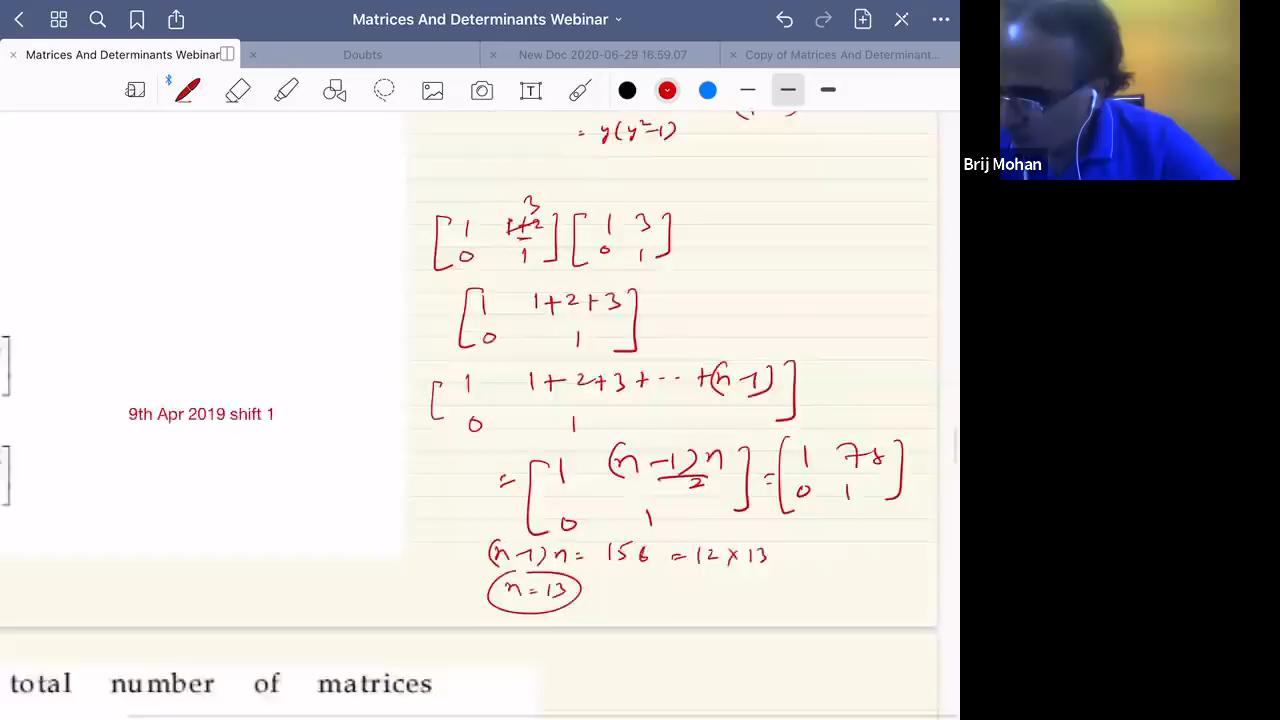 Matrices And Determinants Webinar
Matrices And Determinants Webinar
Doubts
New Doc 2020-06-29 16.59.07
Copy of Matrices And Determinant...
T
= y(y²-1)
Brij Mohan
3
[1 1+2] [1 3]
[0 1] [0 1]
[1 1+2+3]
[0 1]
[1 1+2+3+...+(n-1)]
[0 1]
= [1 (n-1)n/2] = [1 78]
[0 1] [0 1]
9th Apr 2019 shift 1
(n-1)n = 156 = 12×13
n = 13
total number of matrices